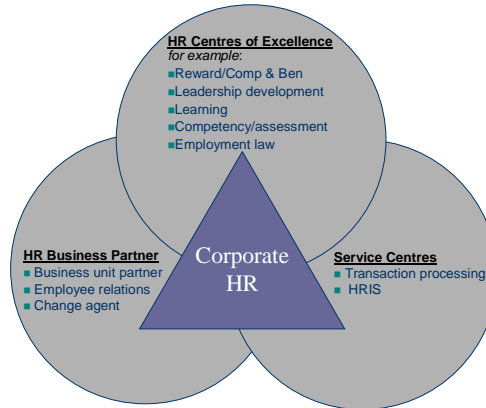 HR Centres of Excellence
for example:
■Reward/Comp & Ben
■Leadership development
■Learning
■Competency/assessment
■Employment law
Corporate
HR
HR Business Partner
■ Business unit partner
■ Employee relations
■ Change agent
Service Centres
■ Transaction processing
■ HRIS